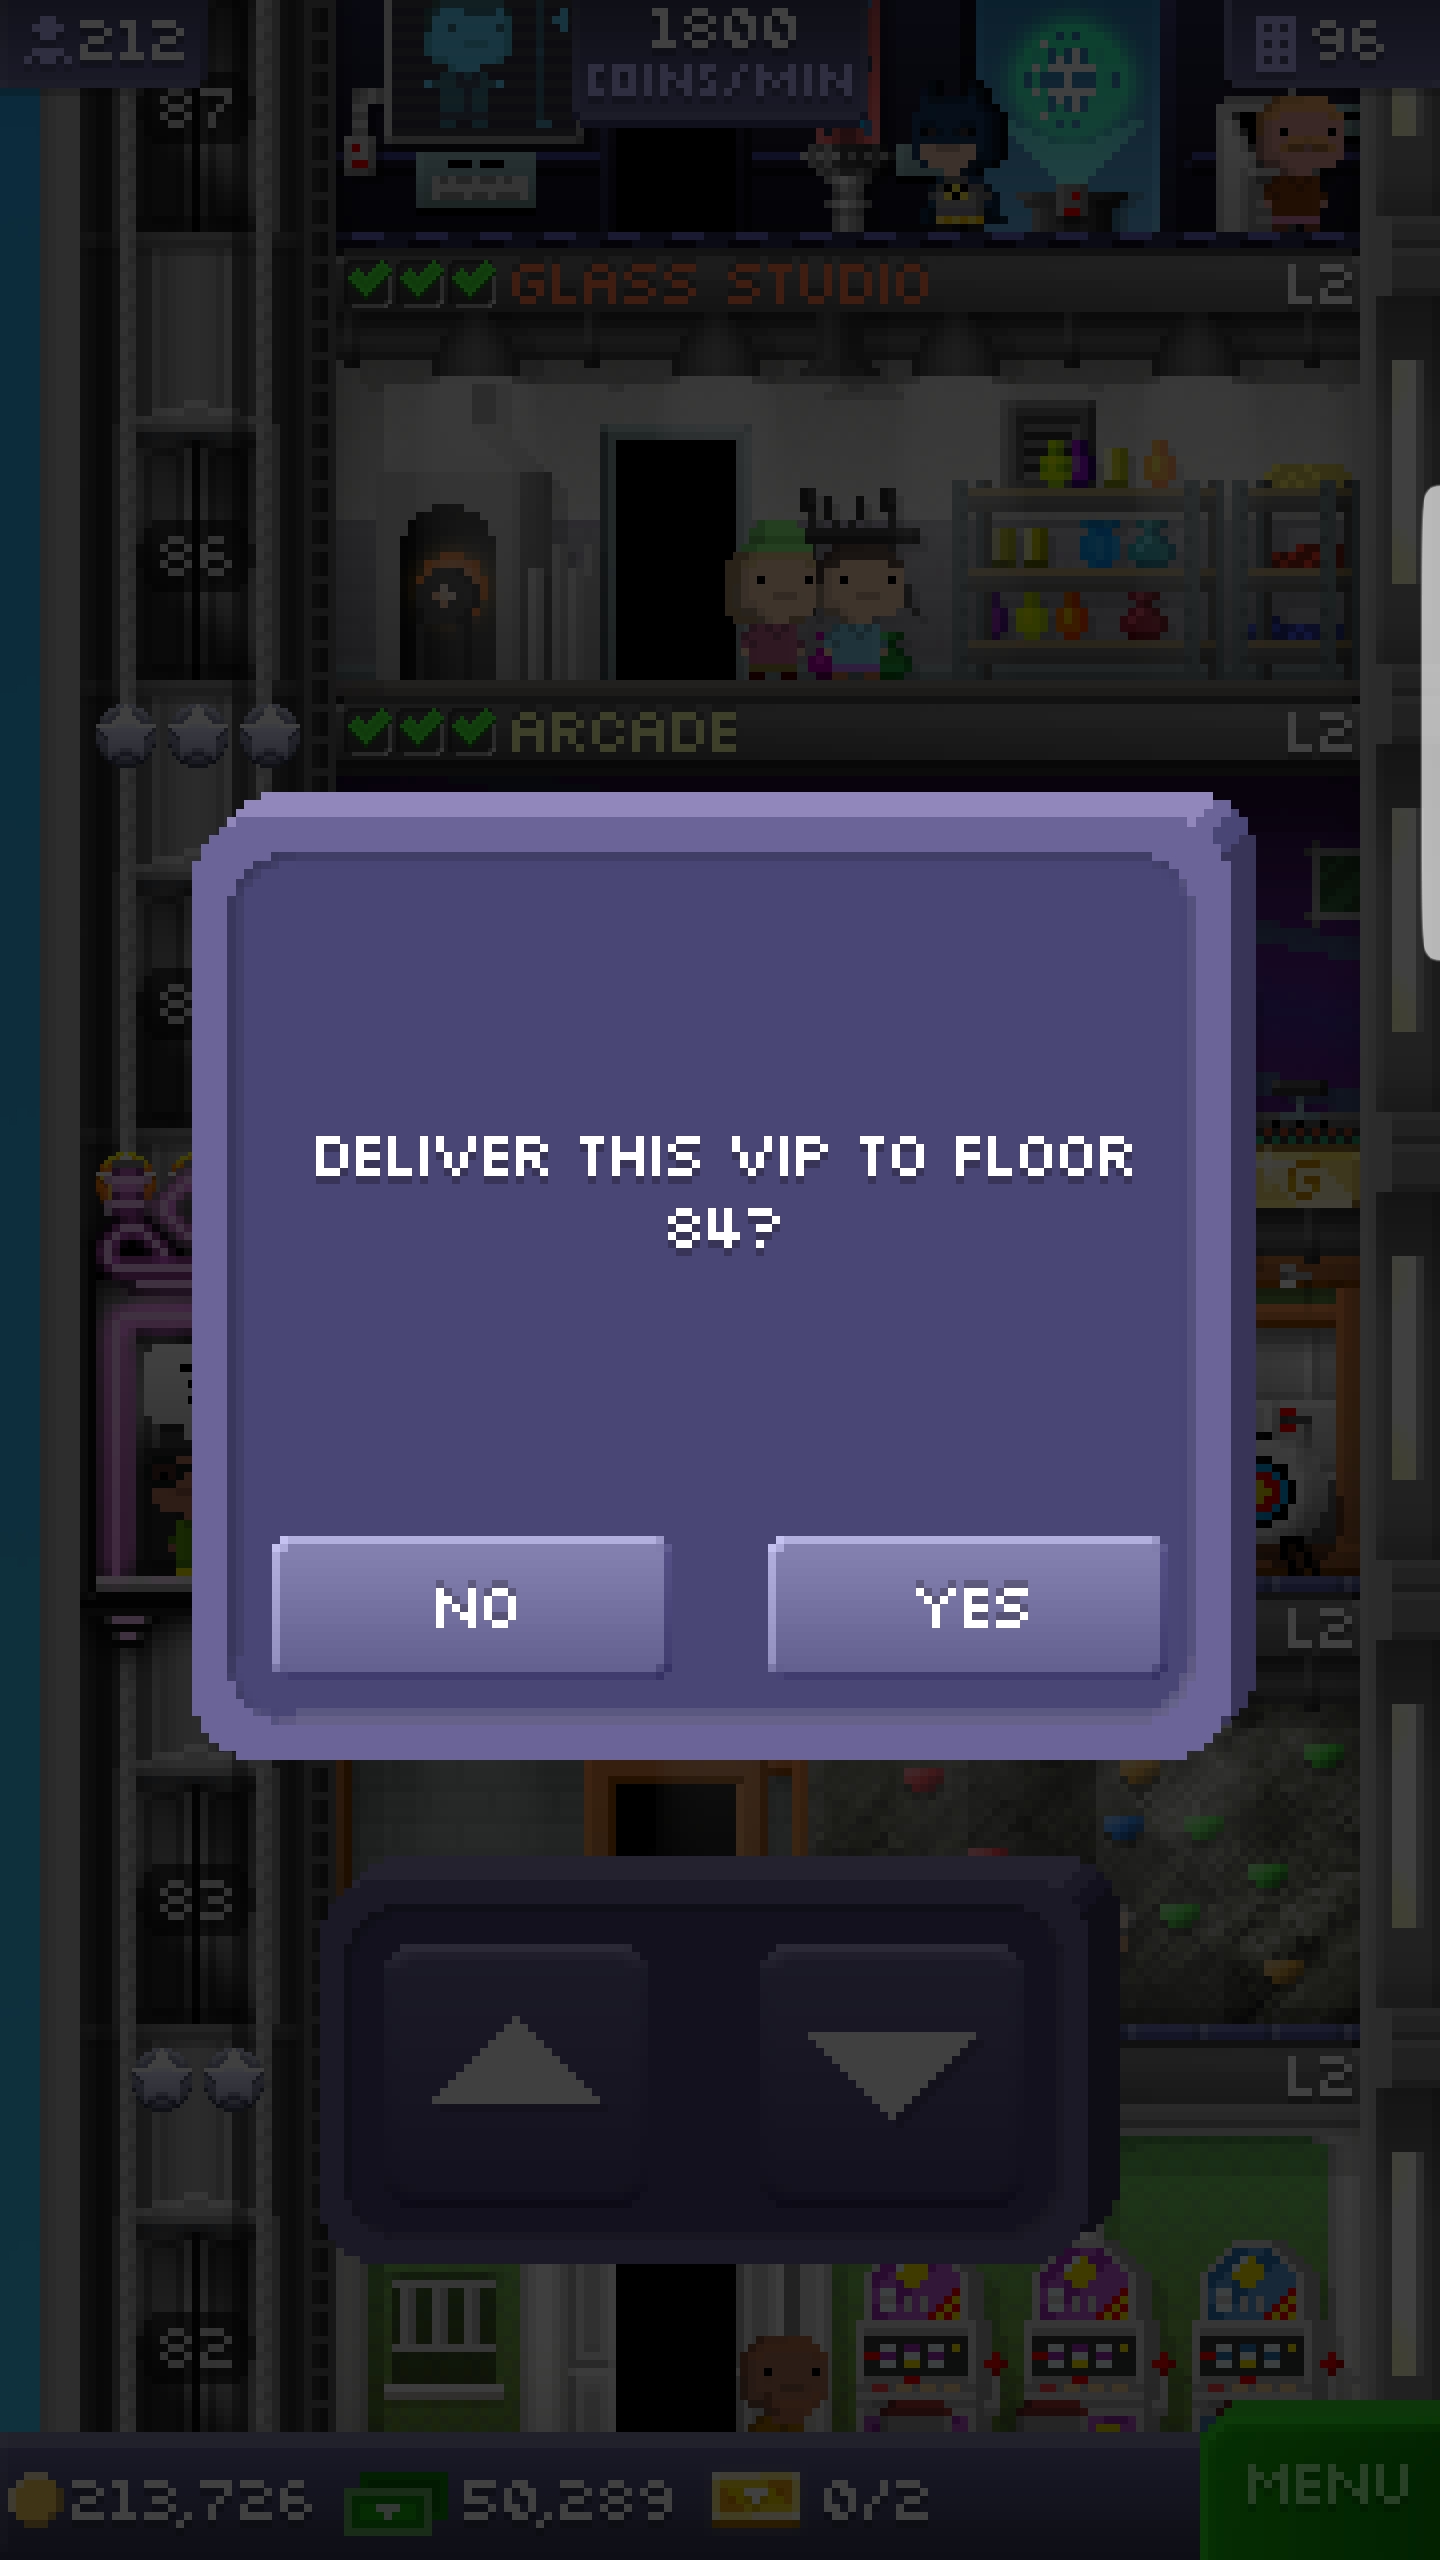 212
1800
COINS/MIN
96
87
GLASS STUDIO
L2
86
ARCADE
L2
8
G
DELIVER THIS VIP TO FLOOR
84?
NO
YES
L2
83
L2
82
213,726
50,289
0/2
MENU